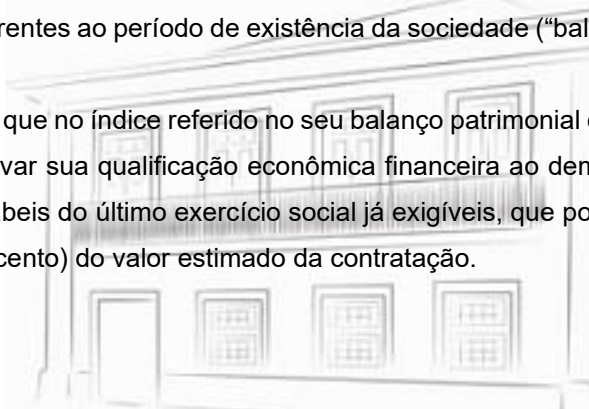 rentes ao período de existência da sociedade (“bal
que no índice referido no seu balanço patrimonial
var sua qualificação econômica financeira ao dem
beis do último exercício social já exigíveis, que po
cento) do valor estimado da contratação.